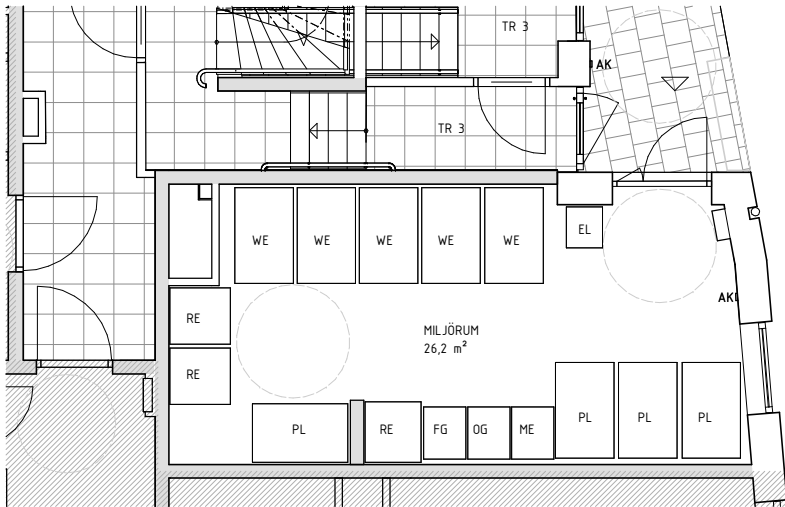 TR 3
AK
TR 3
WE
WE
WE
WE
WE
EL
AK
RE
MILJÖRUM
26,2 m²
RE
PL
RE
FG
OG
ME
PL
PL
PL